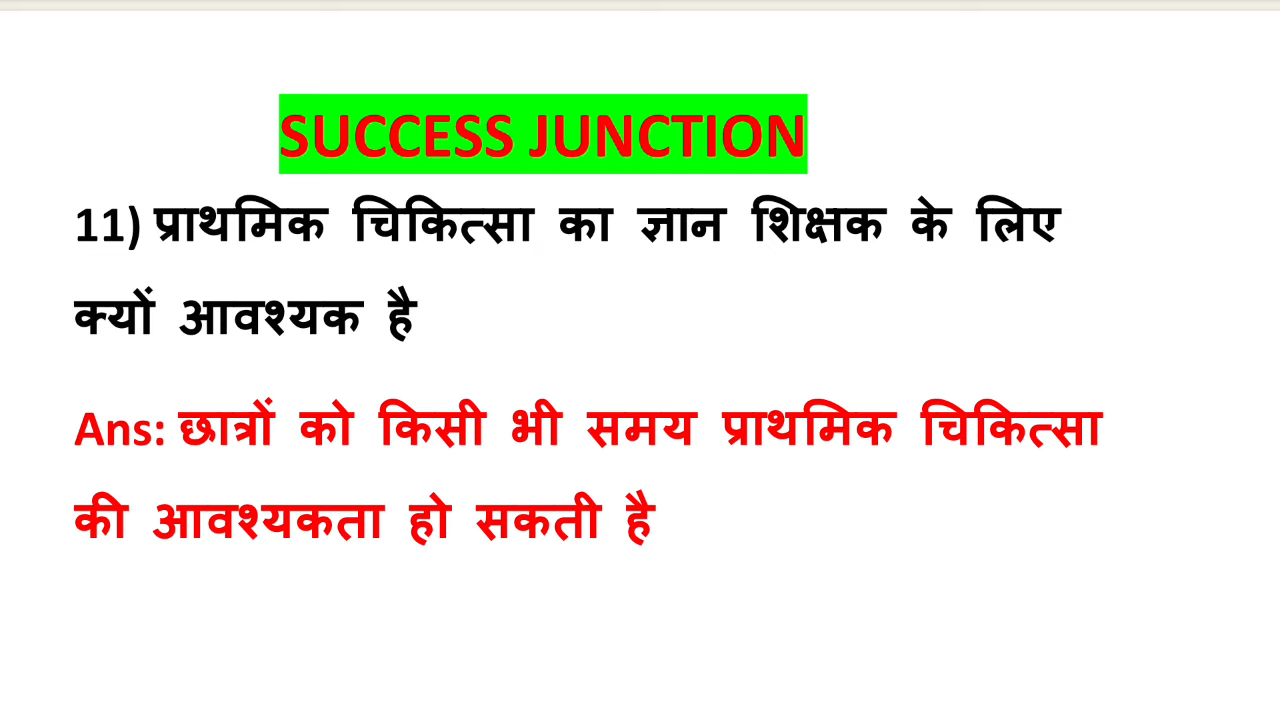 SUCCESS JUNCTION
11) प्राथमिक चिकित्सा का ज्ञान शिक्षक के लिए
क्यों आवश्यक है
Ans: छात्रों को किसी भी समय प्राथमिक चिकित्सा
की आवश्यकता हो सकती है